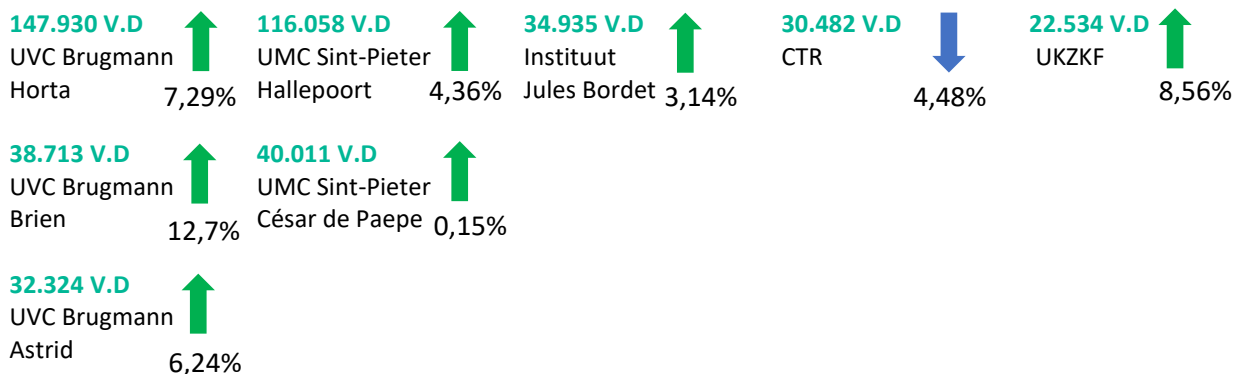 147.930 V.D
UVC Brugmann
Horta
7,29%
116.058 V.D
UMC Sint-Pieter
Hallepoort
4,36%
34.935 V.D
Instituut
Jules Bordet
3,14%
30.482 V.D
CTR
4,48%
22.534 V.D
UKZKF
8,56%
38.713 V.D
UVC Brugmann
Brien
12,7%
40.011 V.D
UMC Sint-Pieter
César de Paepe
0,15%
32.324 V.D
UVC Brugmann
Astrid
6,24%